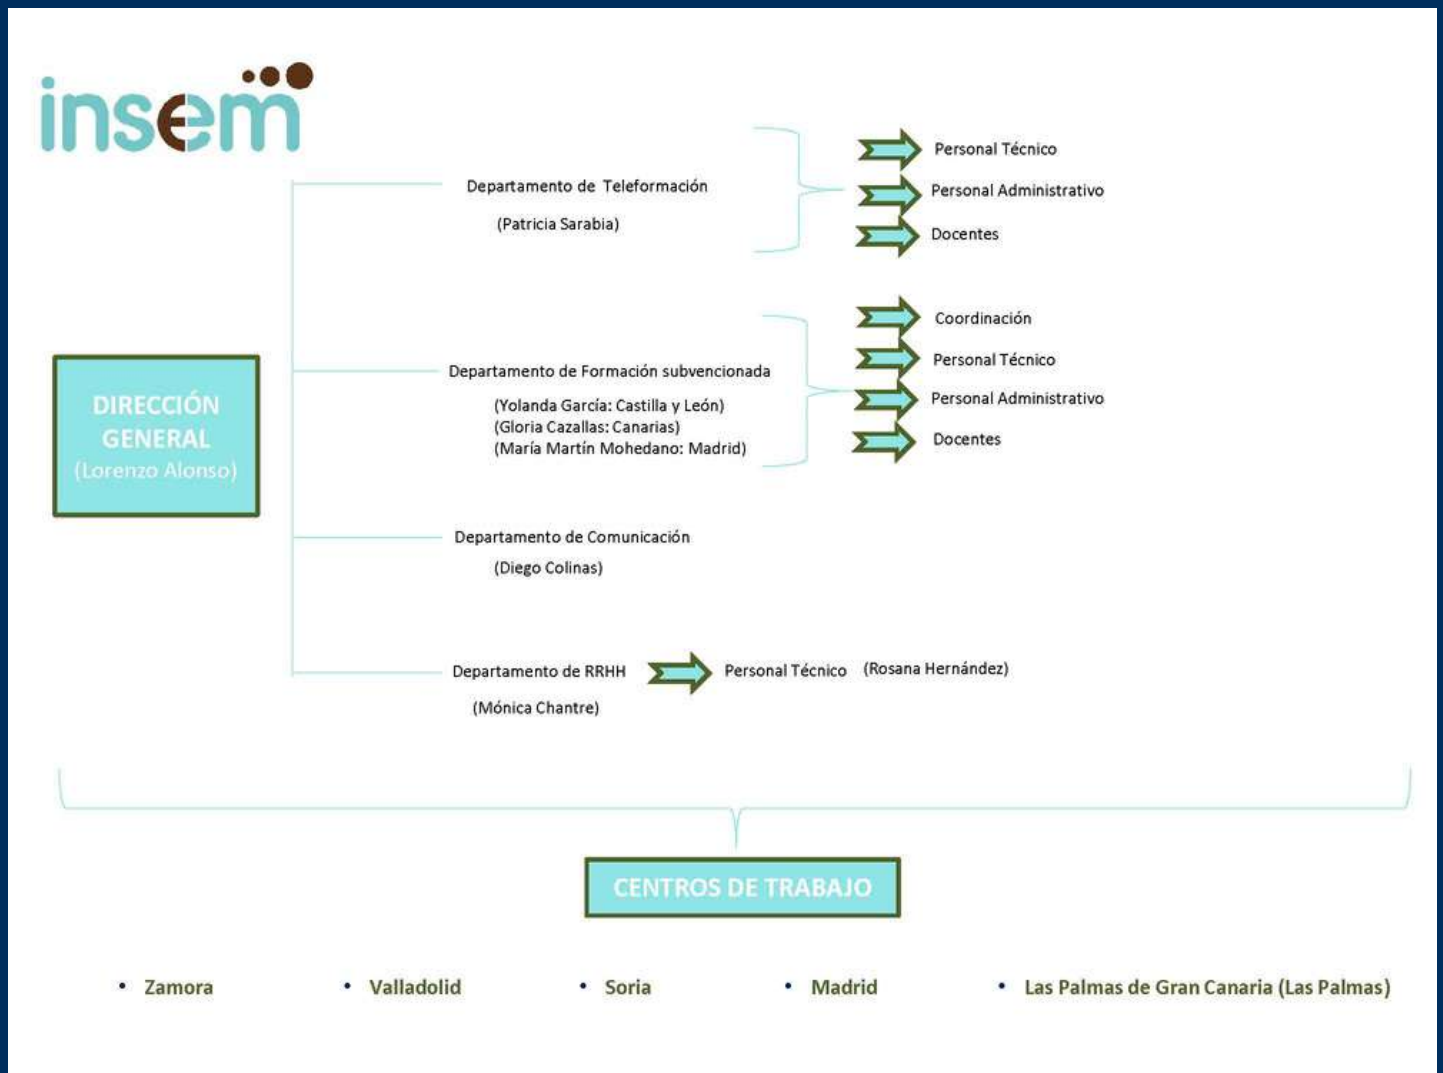 insem
Departamento de Teleformación
(Patricia Sarabia)
Personal Técnico
Personal Administrativo
Docentes
DIRECCIÓN
GENERAL
(Lorenzo Alonso)
Departamento de Formación subvencionada
(Yolanda García: Castilla y León)
(Gloria Cazallas: Canarias)
(María Martín Mohedano: Madrid)
Coordinación
Personal Técnico
Personal Administrativo
Docentes
Departamento de Comunicación
(Diego Colinas)
Departamento de RRHH
(Mónica Chantre)
Personal Técnico (Rosana Hernández)
CENTROS DE TRABAJO
• Zamora
• Valladolid
• Soria
• Madrid
• Las Palmas de Gran Canaria (Las Palmas)